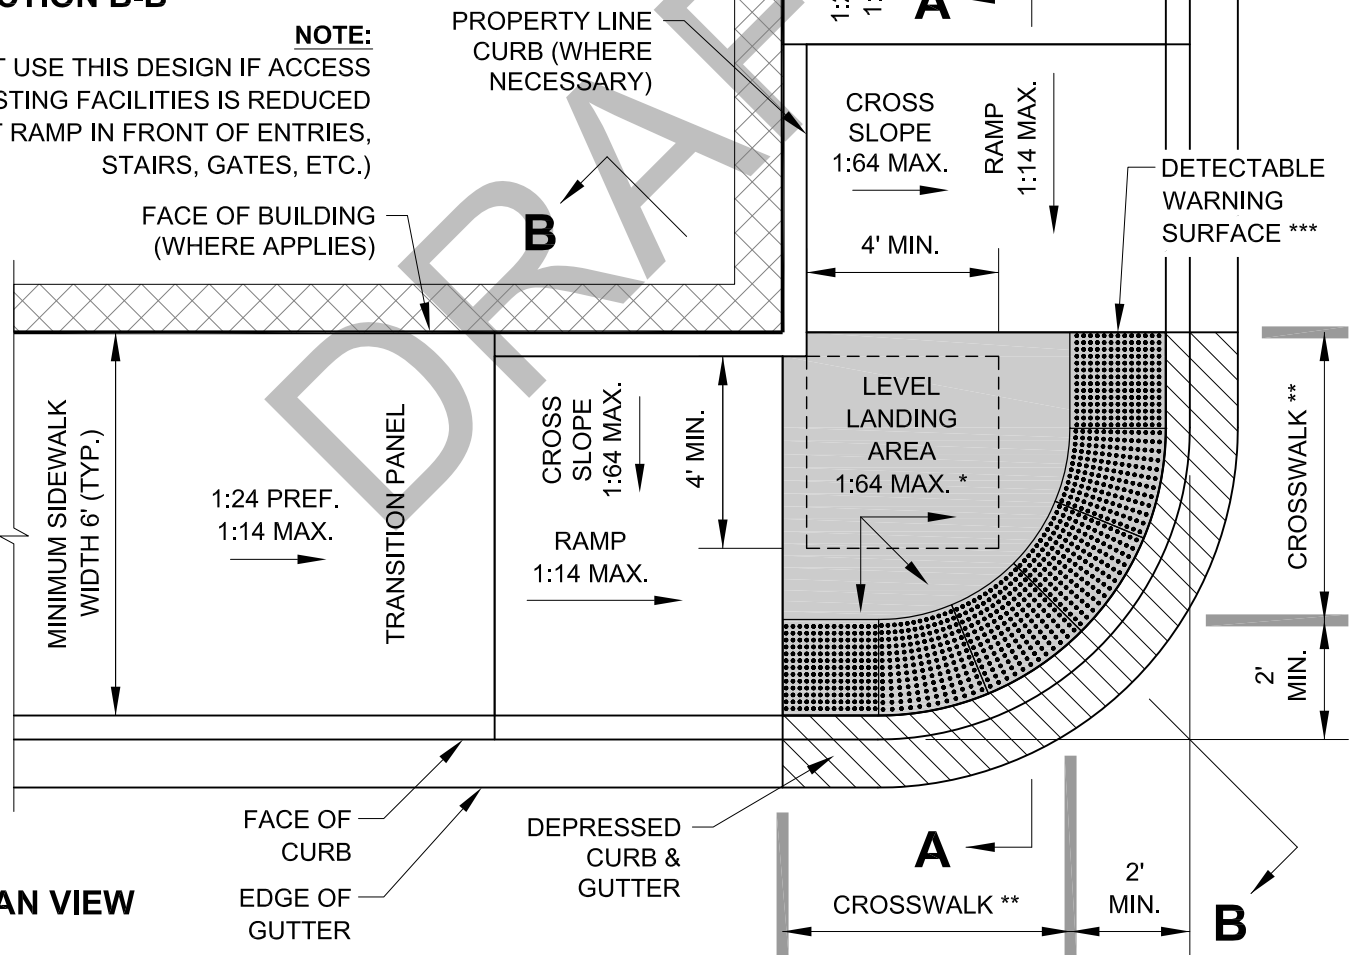 B-B
NOTE:
USE THIS DESIGN IF ACCESS
FACILITIES IS REDUCED
RAMP IN FRONT OF ENTRIES,
STAIRS, GATES, ETC.)
PROPERTY LINE
CURB (WHERE
NECESSARY)
A
CROSS
SLOPE
1:64 MAX.
RAMP
1:14 MAX.
DETECTABLE
WARNING
SURFACE ***
FACE OF BUILDING
(WHERE APPLIES)
B
4' MIN.
MINIMUM SIDEWALK
WIDTH 6' (TYP.)
1:24 PREF.
1:14 MAX.
TRANSITION PANEL
CROSS
SLOPE
1:64 MAX.
RAMP
1:14 MAX.
4' MIN.
LEVEL
LANDING
AREA
1:64 MAX. *
CROSSWALK **
2'
MIN.
FACE OF
CURB
EDGE OF
GUTTER
DEPRESSED
CURB &
GUTTER
A
CROSSWALK **
2'
MIN.
B
VIEW